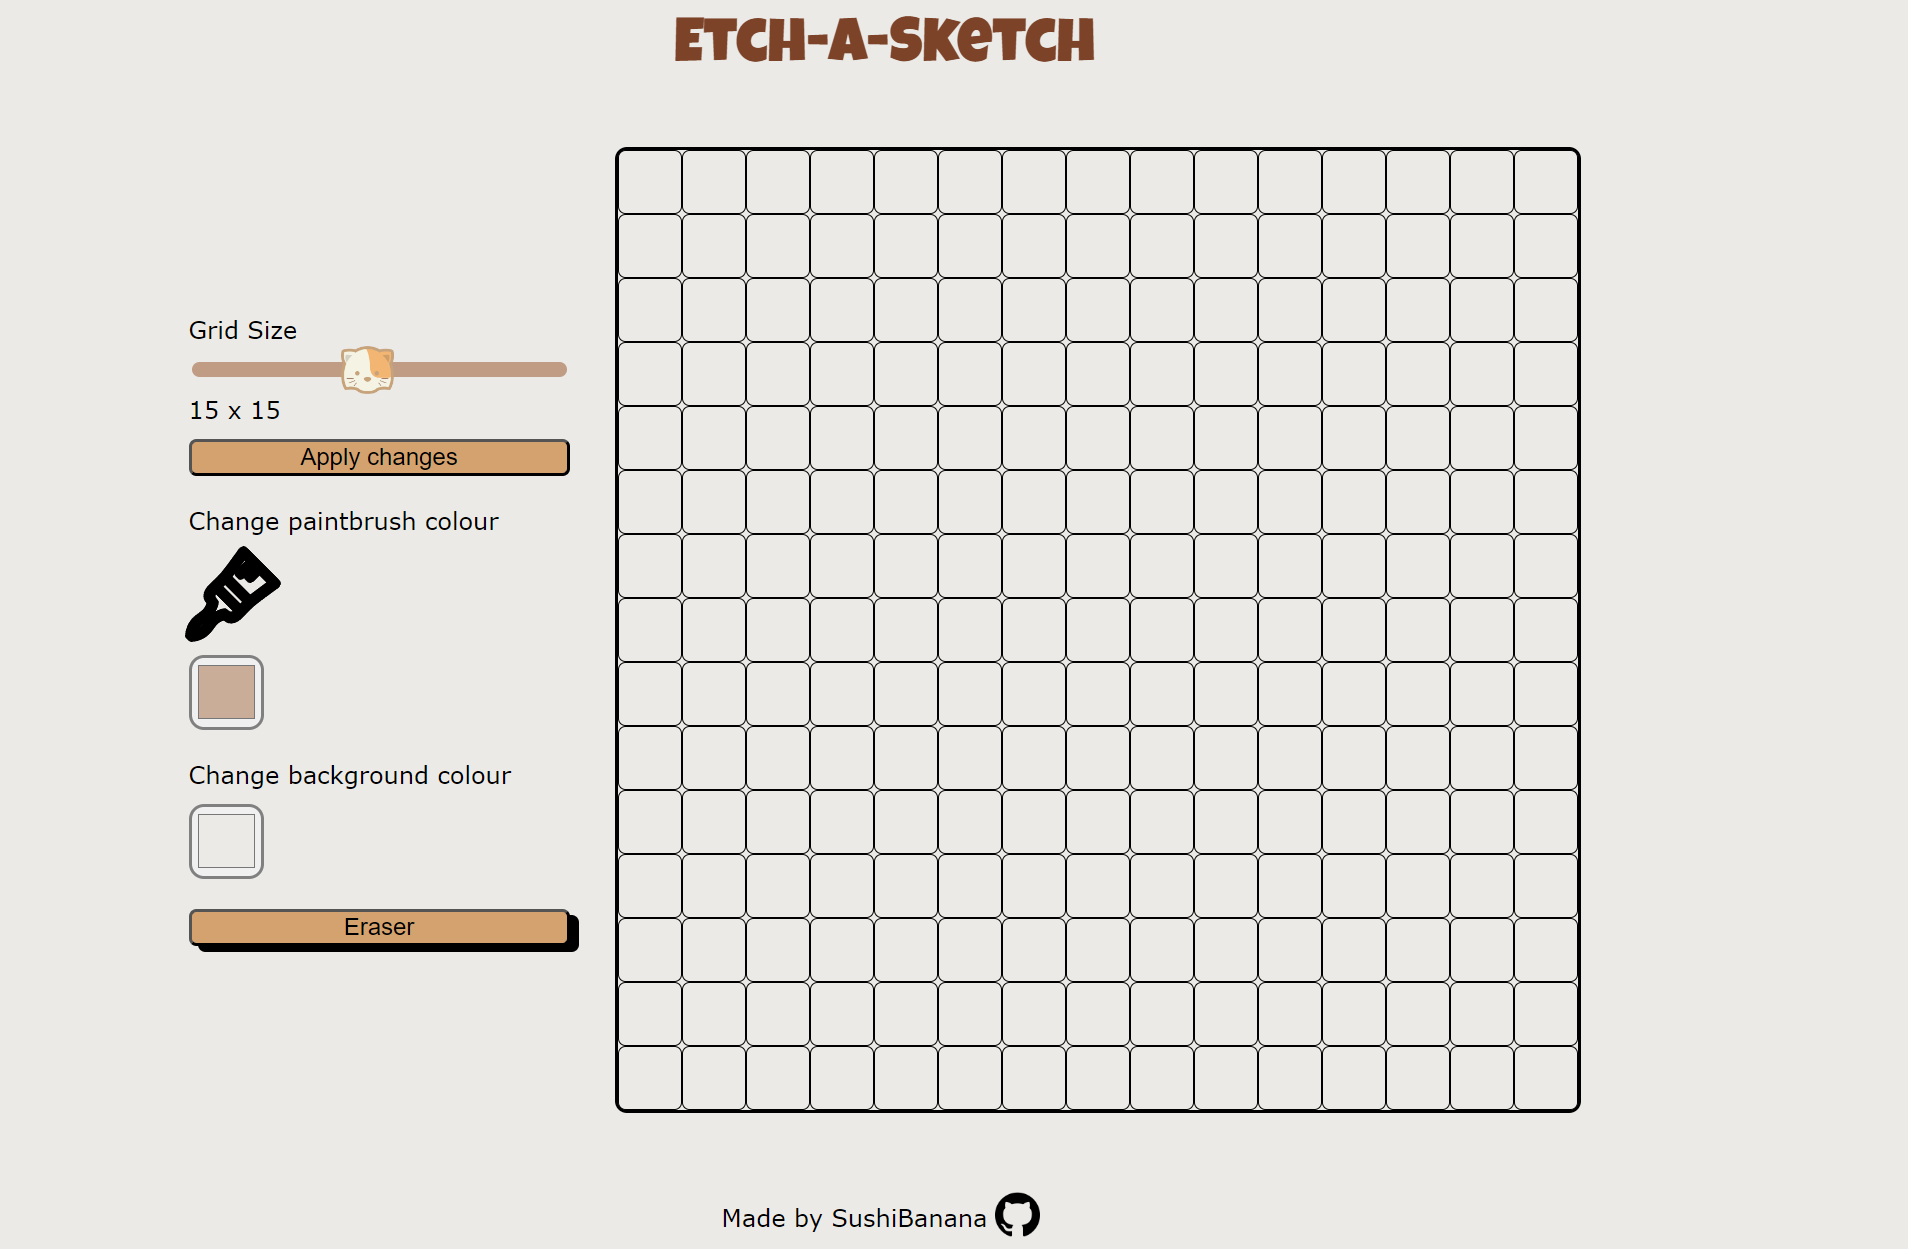 Etch-A-Sketch
Grid Size
15 x 15
Apply changes
Change paintbrush colour
Change background colour
Eraser
Made by SushiBanana